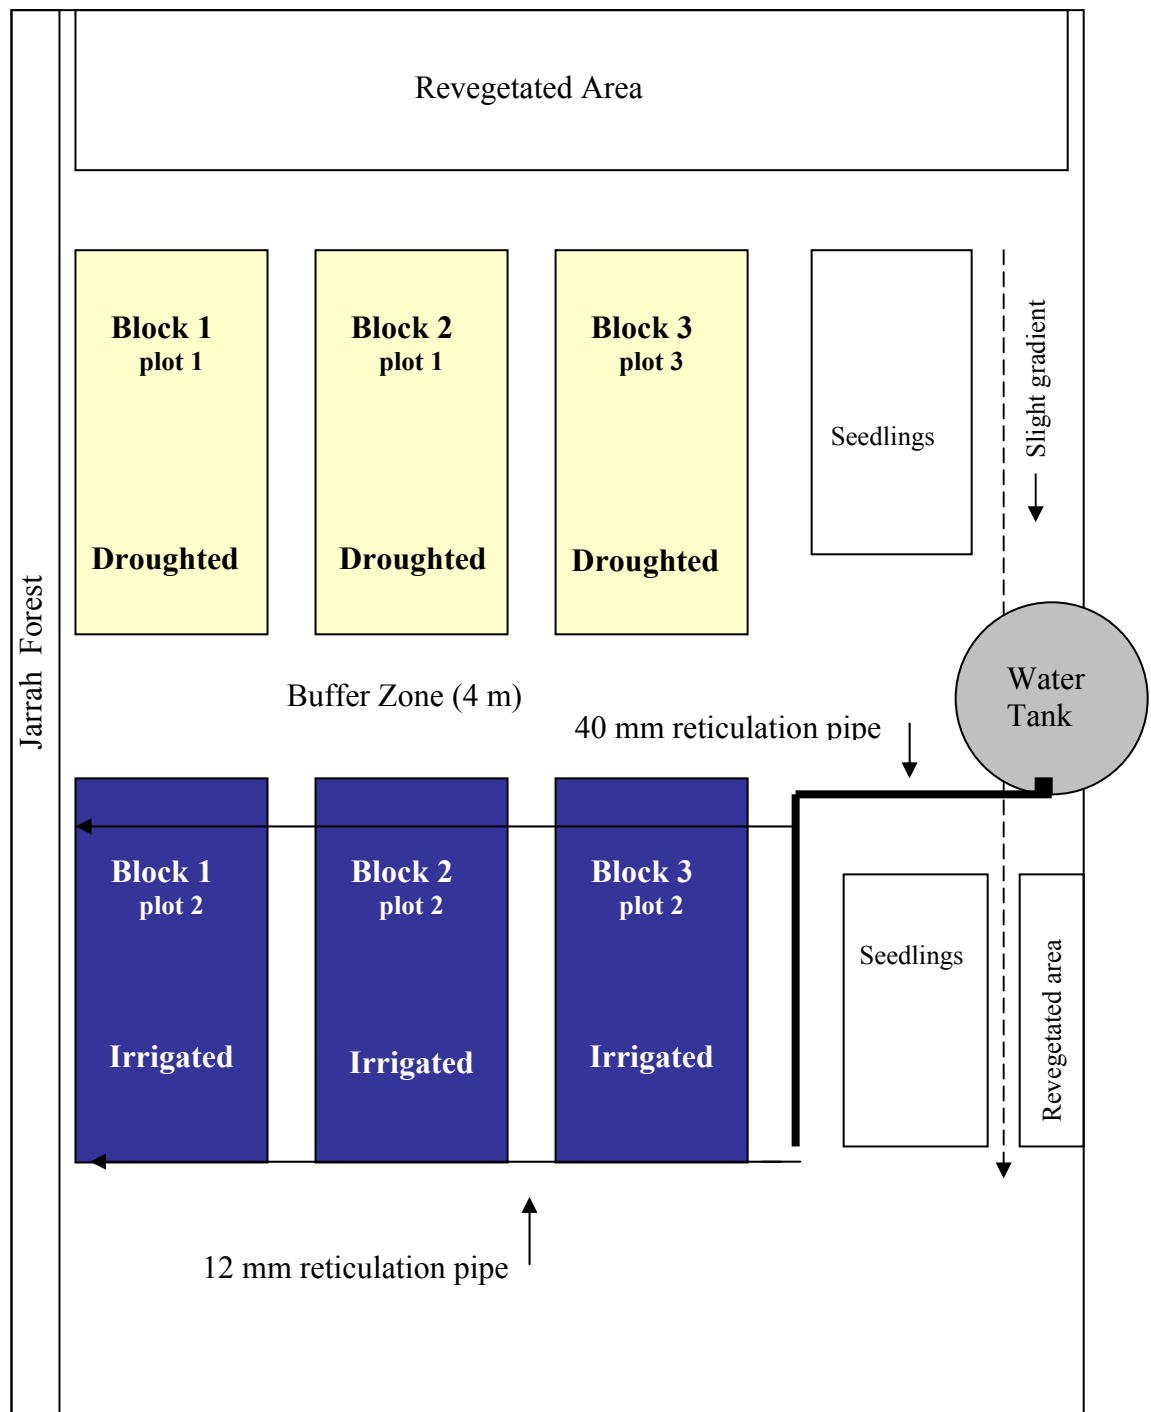 Revegetated Area
Block 1
plot 1
Block 2
plot 1
Block 3
plot 3
Seedlings
Slight gradient
Droughted
Droughted
Droughted
Jarrah Forest
Buffer Zone (4 m)
Water
Tank
40 mm reticulation pipe
Block 1
plot 2
Block 2
plot 2
Block 3
plot 2
Seedlings
Revegetated area
Irrigated
Irrigated
Irrigated
12 mm reticulation pipe